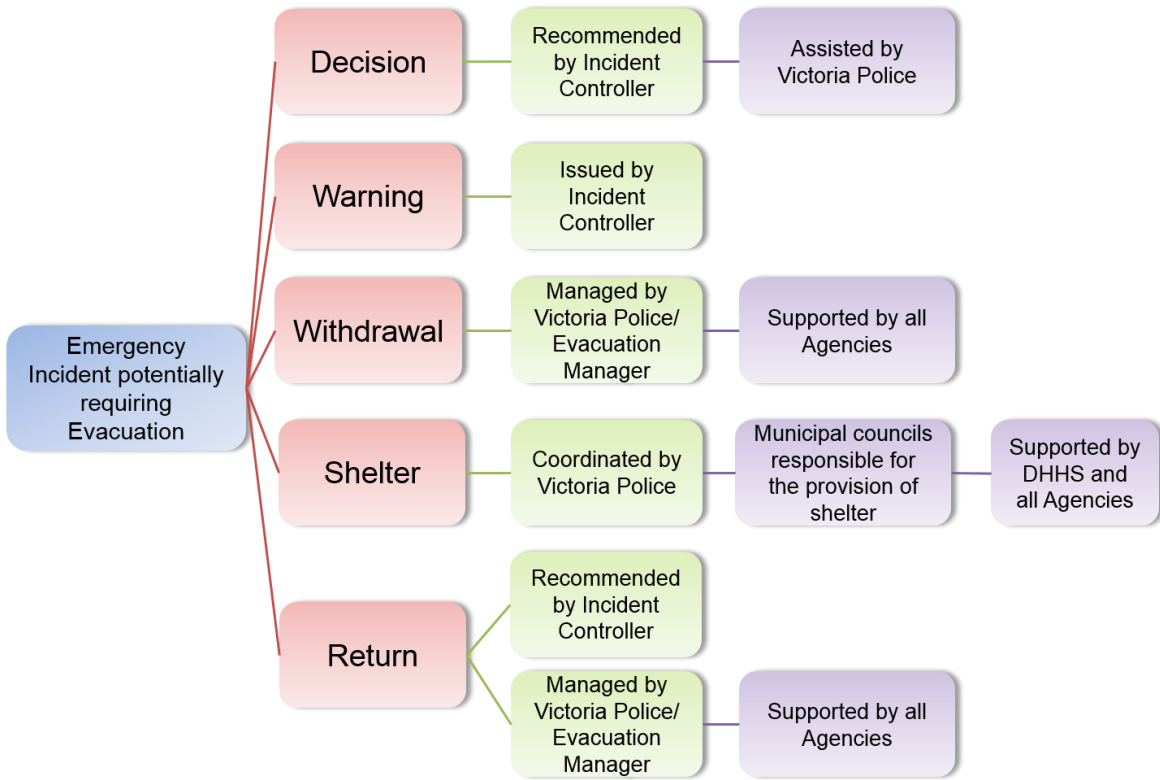 Emergency
Incident potentially
requiring
Evacuation
Decision
Recommended
by Incident
Controller
Assisted by
Victoria Police
Warning
Issued by
Incident
Controller
Withdrawal
Managed by
Victoria Police/
Evacuation
Manager
Supported by all
Agencies
Shelter
Coordinated by
Victoria Police
Municipal councils
responsible for
the provision of
shelter
Supported by
DHHS and
all Agencies
Return
Recommended
by Incident
Controller
Managed by
Victoria Police/
Evacuation
Manager
Supported by all
Agencies